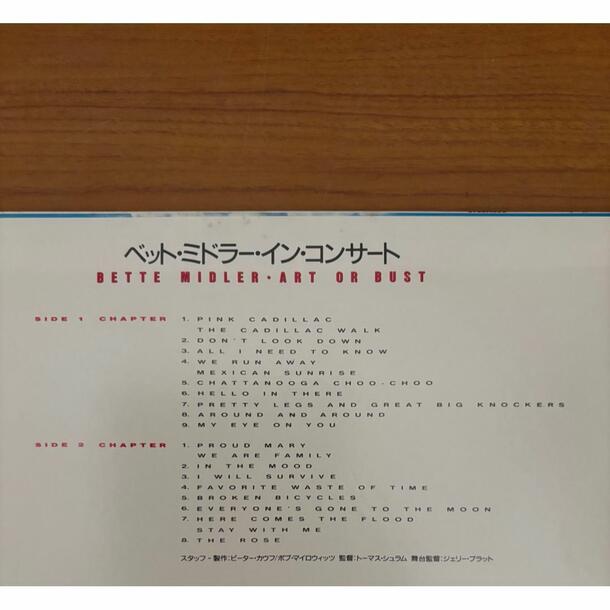 ベット・ミドラー・イン・コンサート
BETTE MIDLER・ART OR BUST
SIDE 1 CHAPTER 1. PINK CADILLAC
THE CADILLAC WALK
2. DON'T LOOK DOWN
3. ALL I NEED TO KNOW
4. WE RUN AWAY
MEXICAN SUNRISE
5. CHATTANOOGA CHOO-CHOO
6. HELLO IN THERE
7. PRETTY LEGS AND GREAT BIG KNOCKERS
8. AROUND AND AROUND
9. MY EYE ON YOU
SIDE 2 CHAPTER 1. PROUD MARY
WE ARE FAMILY
2. IN THE MOOD
3. I WILL SURVIVE
4. FAVORITE WASTE OF TIME
5. BROKEN BICYCLES
6. EVERYONE'S GONE TO THE MOON
7. HERE COMES THE FLOOD
STAY WITH ME
8. THE ROSE
スタッフ－製作：ピーター・カウフ/ボブ・マイロウィッツ 監督：トーマス・シュラム 舞台監督：ジェリー・ブラット